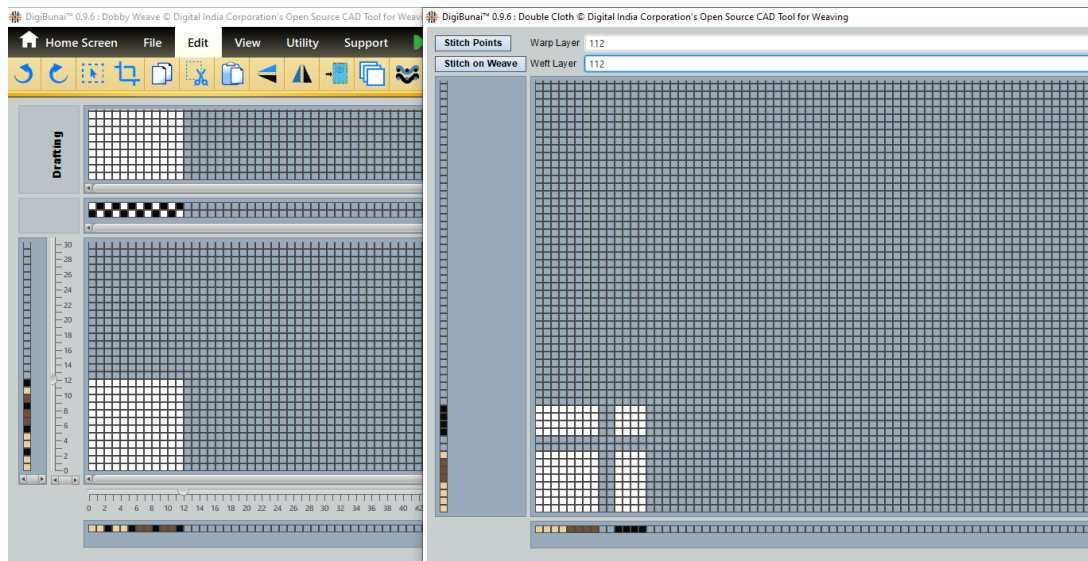 DigiBunai™ 0.9.6 : Dobby Weave © Digital India Corporation's Open Source CAD Tool for Weavi
DigiBunai™ 0.9.6 : Double Cloth © Digital India Corporation's Open Source CAD Tool for Weaving
Home Screen File Edit View Utility Support
Stitch Points Warp Layer 112
Stitch on Weave Weft Layer 112
Drafting
30
28
26
24
22
20
18
16
14
12
10
8
6
4
2
0
0 2 4 6 8 10 12 14 16 18 20 22 24 26 28 30 32 34 36 38 40 42